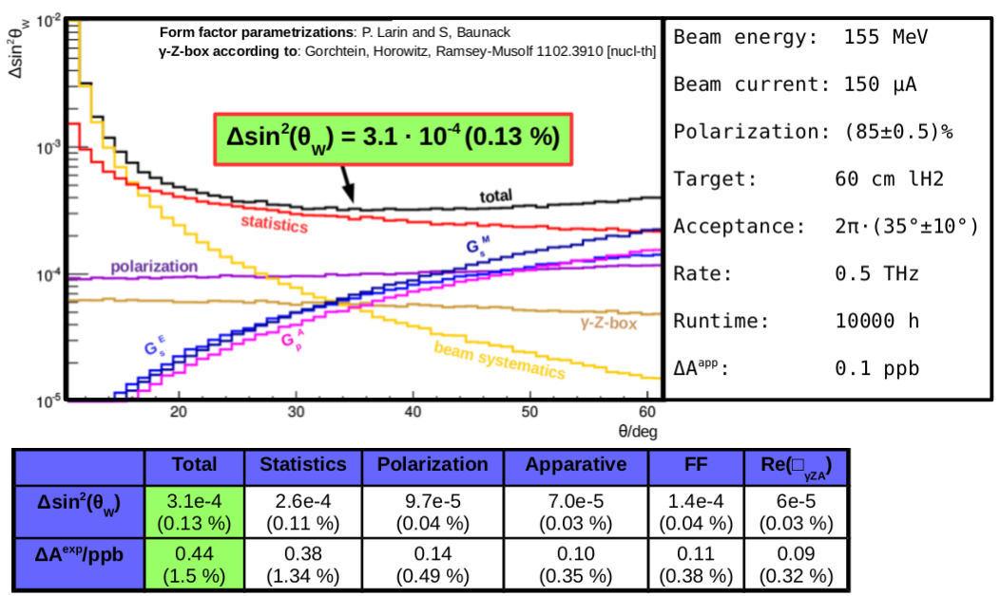 Form factor parametrizations: P. Larin and S, Baunack
γ-Z-box according to: Gorchtein, Horowitz, Ramsey-Musolf 1102.3910 [nucl-th]
Δsin²θ_W
10⁻²
10⁻³
10⁻⁴
10⁻⁵
Δsin²(θ_W) = 3.1 · 10⁻⁴ (0.13 %)
total
statistics
G_s^M
polarization
γ-Z-box
G_s^E
G_p^A
beam systematics
20 30 40 50 60
θ/deg
Beam energy: 155 MeV
Beam current: 150 μA
Polarization: (85±0.5)%
Target: 60 cm lH2
Acceptance: 2π·(35°±10°)
Rate: 0.5 THz
Runtime: 10000 h
ΔA^app: 0.1 ppb
Total Statistics Polarization Apparative FF Re(□_γZA)
Δsin²(θ_W) 3.1e-4 2.6e-4 9.7e-5 7.0e-5 1.4e-4 6e-5
(0.13 %) (0.11 %) (0.04 %) (0.03 %) (0.04 %) (0.03 %)
ΔA^exp/ppb 0.44 0.38 0.14 0.10 0.11 0.09
(1.5 %) (1.34 %) (0.49 %) (0.35 %) (0.38 %) (0.32 %)